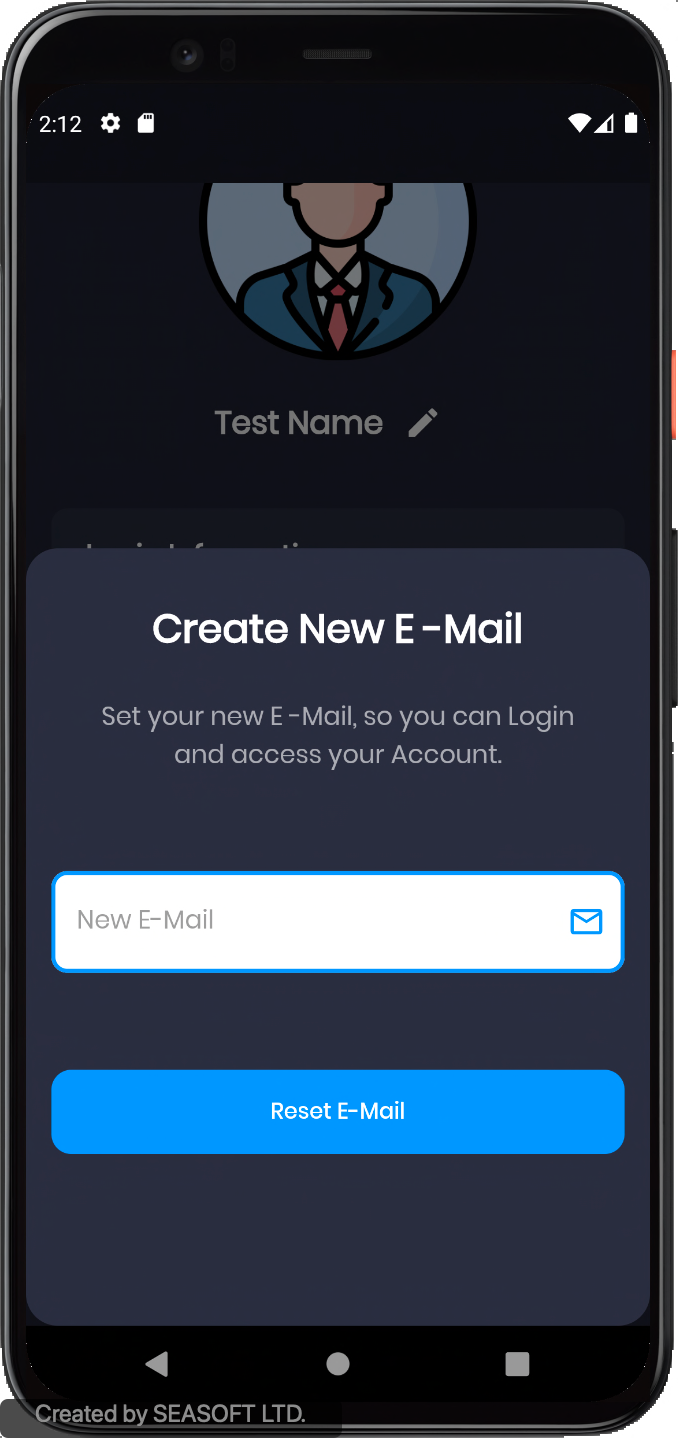 2:12
Test Name
Create New E -Mail
Set your new E -Mail, so you can Login
and access your Account.
New E-Mail
Reset E-Mail
Created by SEASOFT LTD.